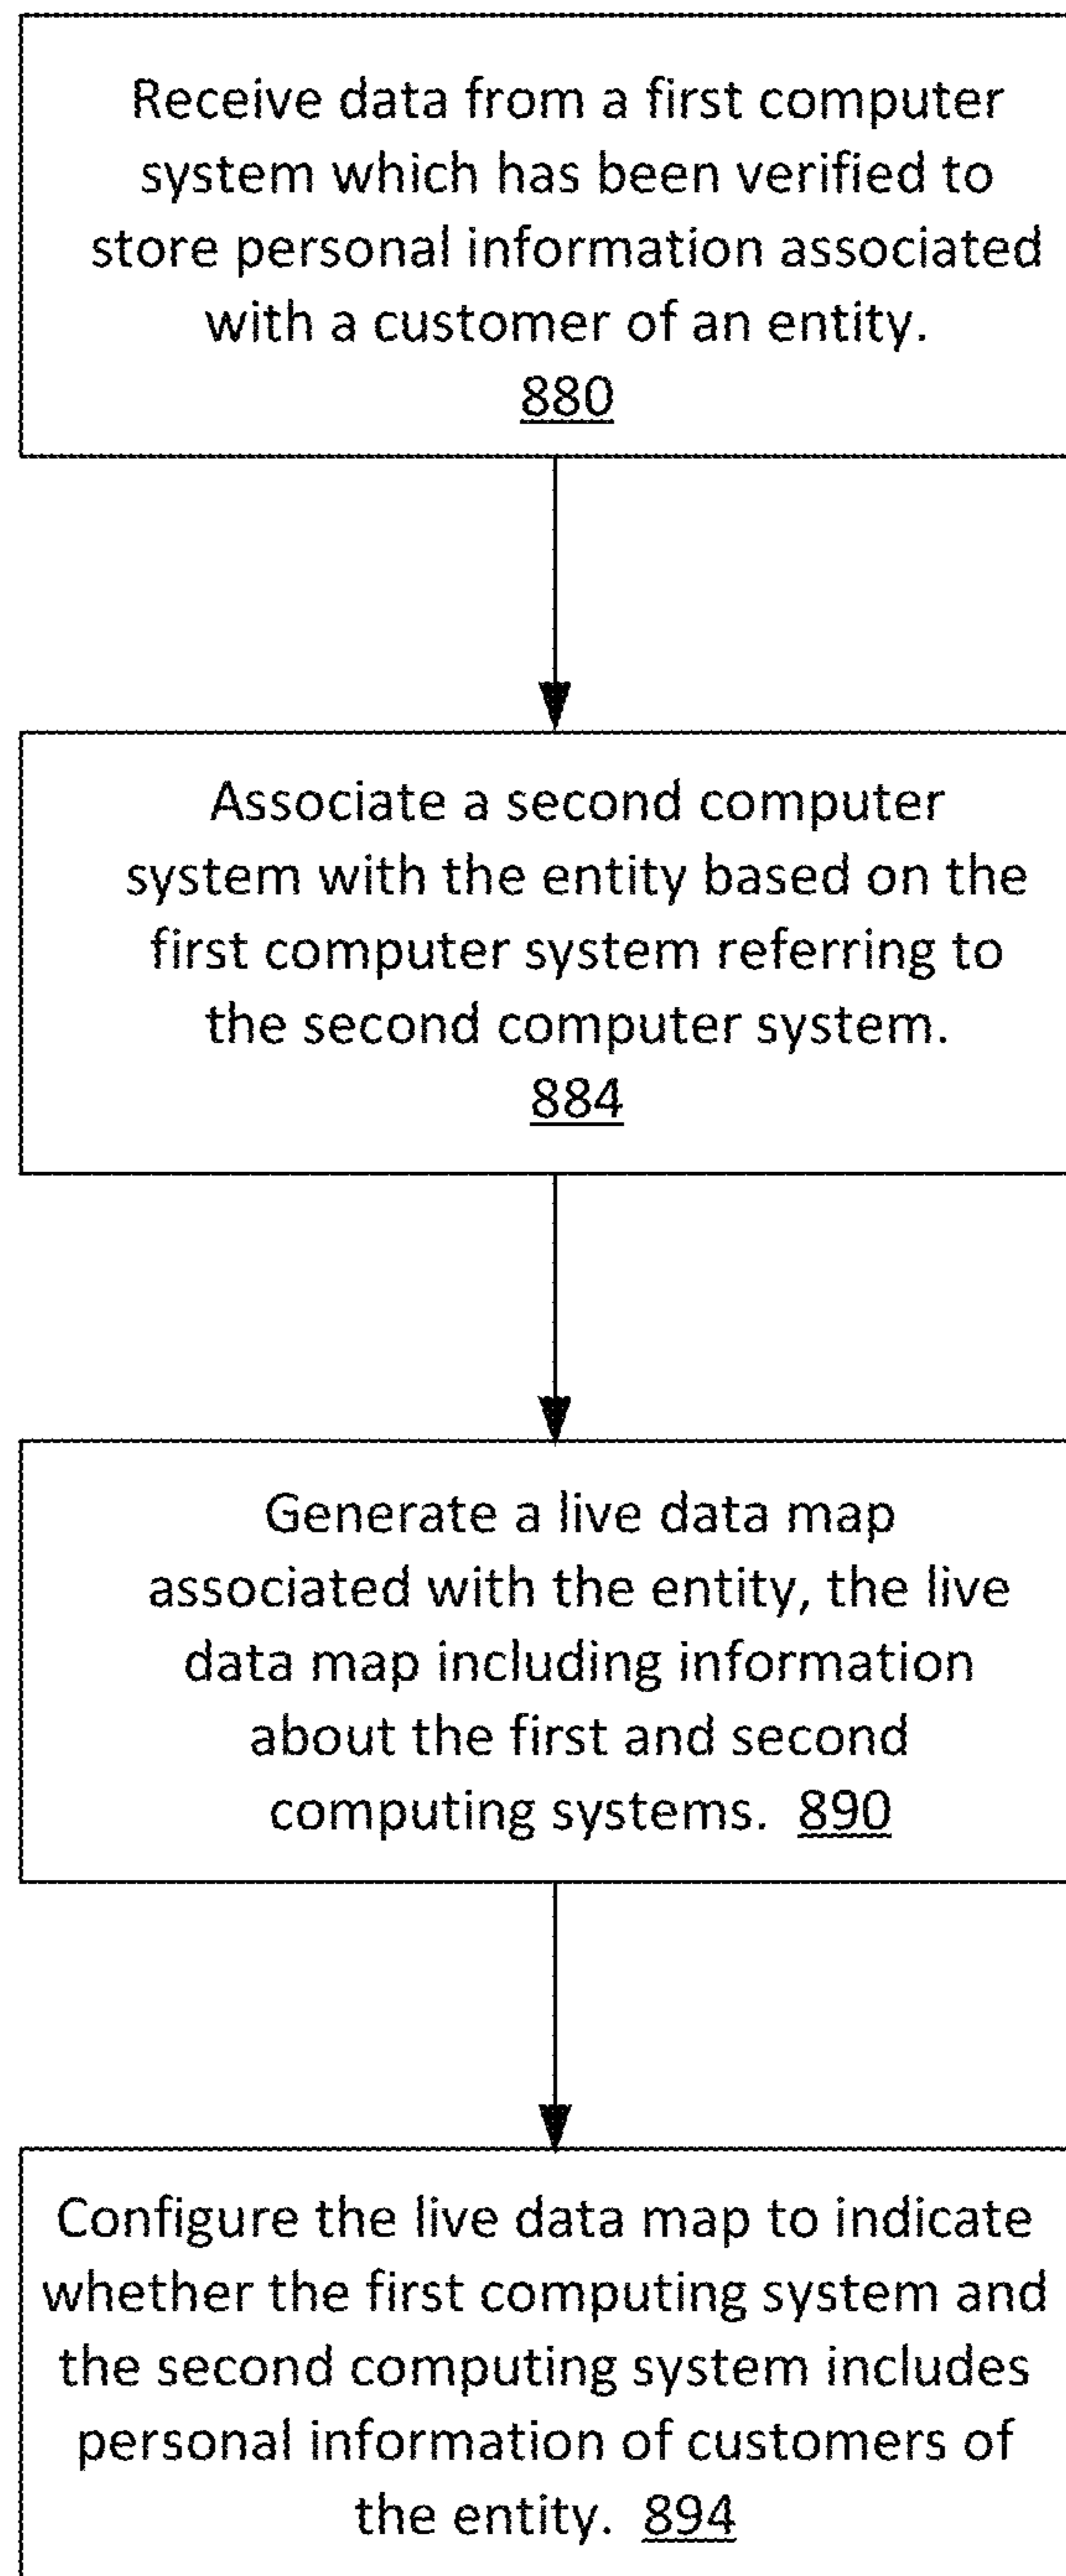 Receive data from a first computer
system which has been verified to
store personal information associated
with a customer of an entity.
880
Associate a second computer
system with the entity based on the
first computer system referring to
the second computer system.
884
Generate a live data map
associated with the entity, the live
data map including information
about the first and second
computing systems. 890
Configure the live data map to indicate
whether the first computing system and
the second computing system includes
personal information of customers of
the entity. 894